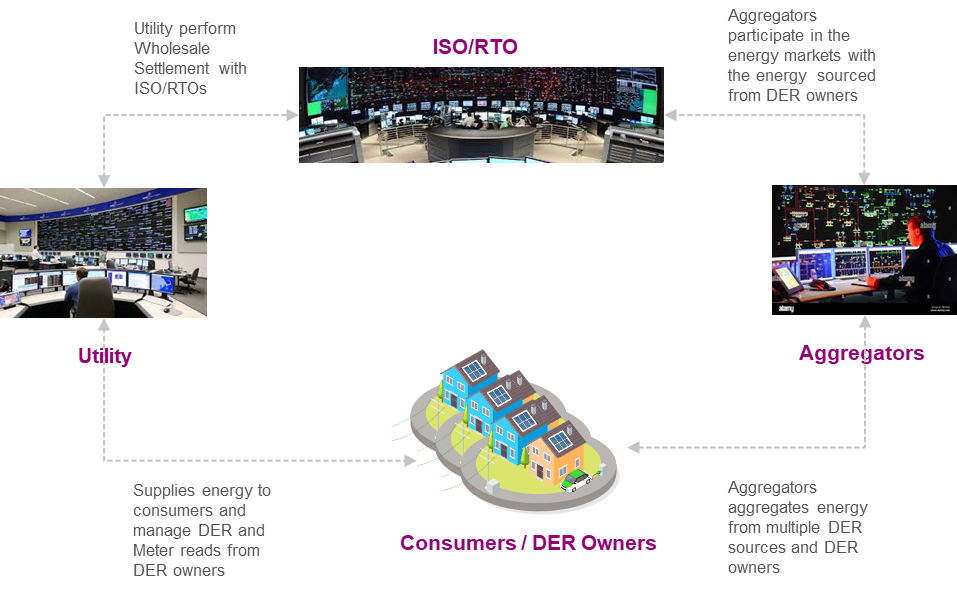 Utility perform
Wholesale
Settlement with
ISO/RTOs
ISO/RTO
Aggregators
participate in the
energy markets with
the energy sourced
from DER owners
alamy
alamy
Utility
Aggregators
Supplies energy to
consumers and
manage DER and
Meter reads from
DER owners
Consumers / DER Owners
Aggregators
aggregates energy
from multiple DER
sources and DER
owners